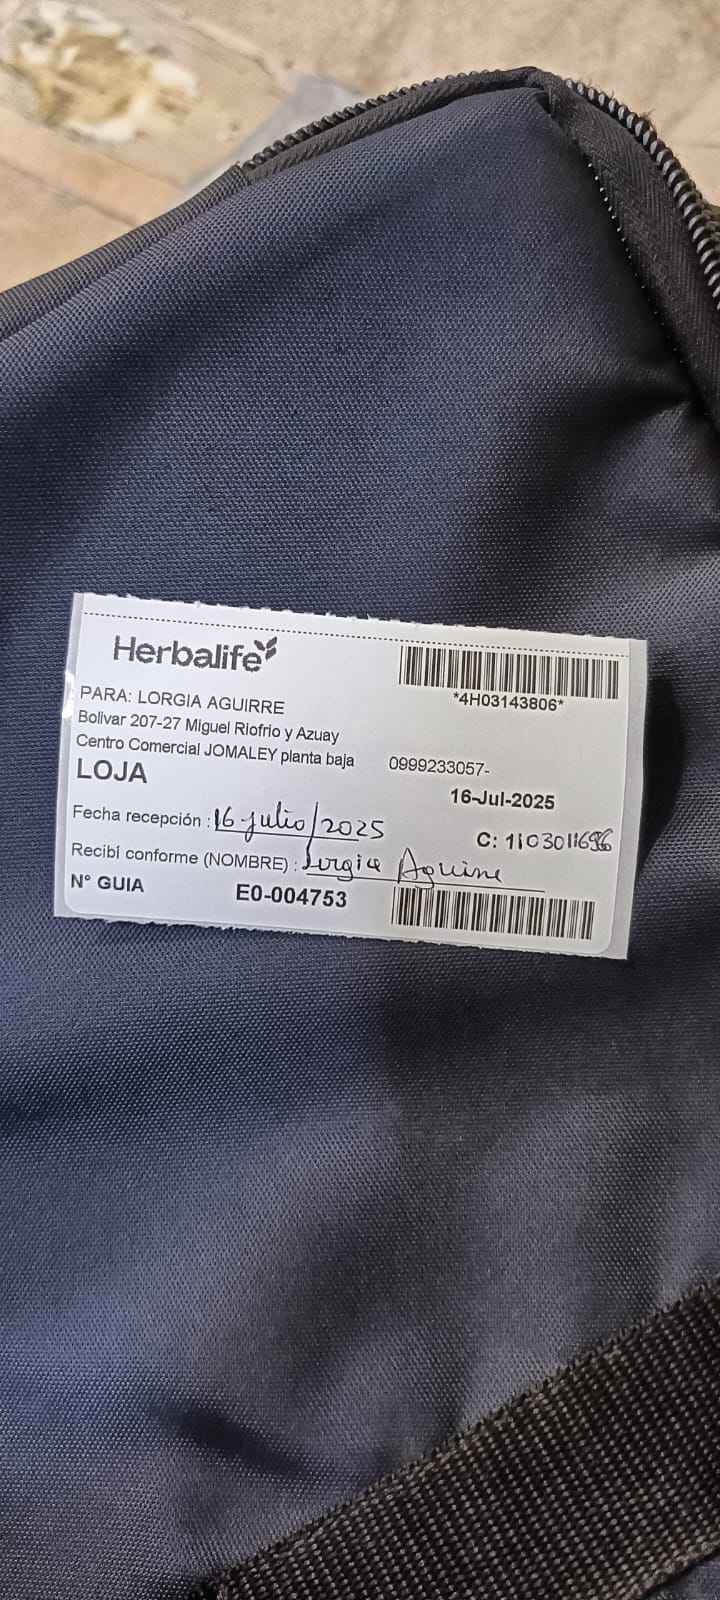 Herbalife
*4H03143806*
PARA: LORGIA AGUIRRE
Bolivar 207-27 Miguel Riofrio y Azuay
Centro Comercial JOMALEY planta baja 0999233057-
LOJA
16-Jul-2025
Fecha recepción : 16-julio/2025
C: 1103011696
Recibí conforme (NOMBRE) : Lorgia Aguirre
N° GUIA E0-004753